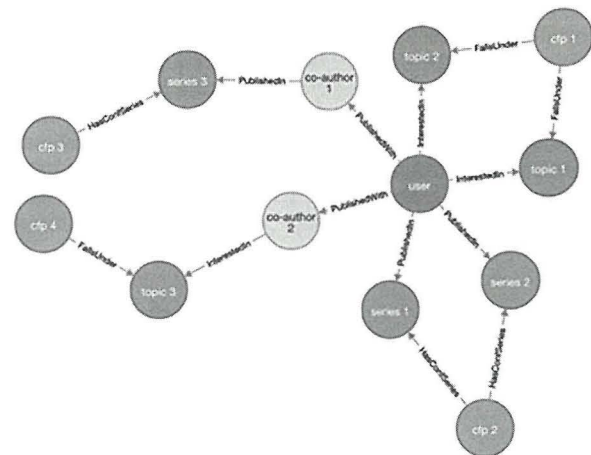 cfp 1
FallsUnder
topic 2
FallsUnder
co-author
1
PublishedIn
series 3
HasConfSeries
cfp 3
PublishedWith
InterestedIn
topic 1
InterestedIn
user
PublishedWith
co-author
2
cfp 4
FallsUnder
InterestedIn
topic 3
PublishedIn
PublishedIn
series 2
series 1
HasConfSeries
HasConfSeries
cfp 2